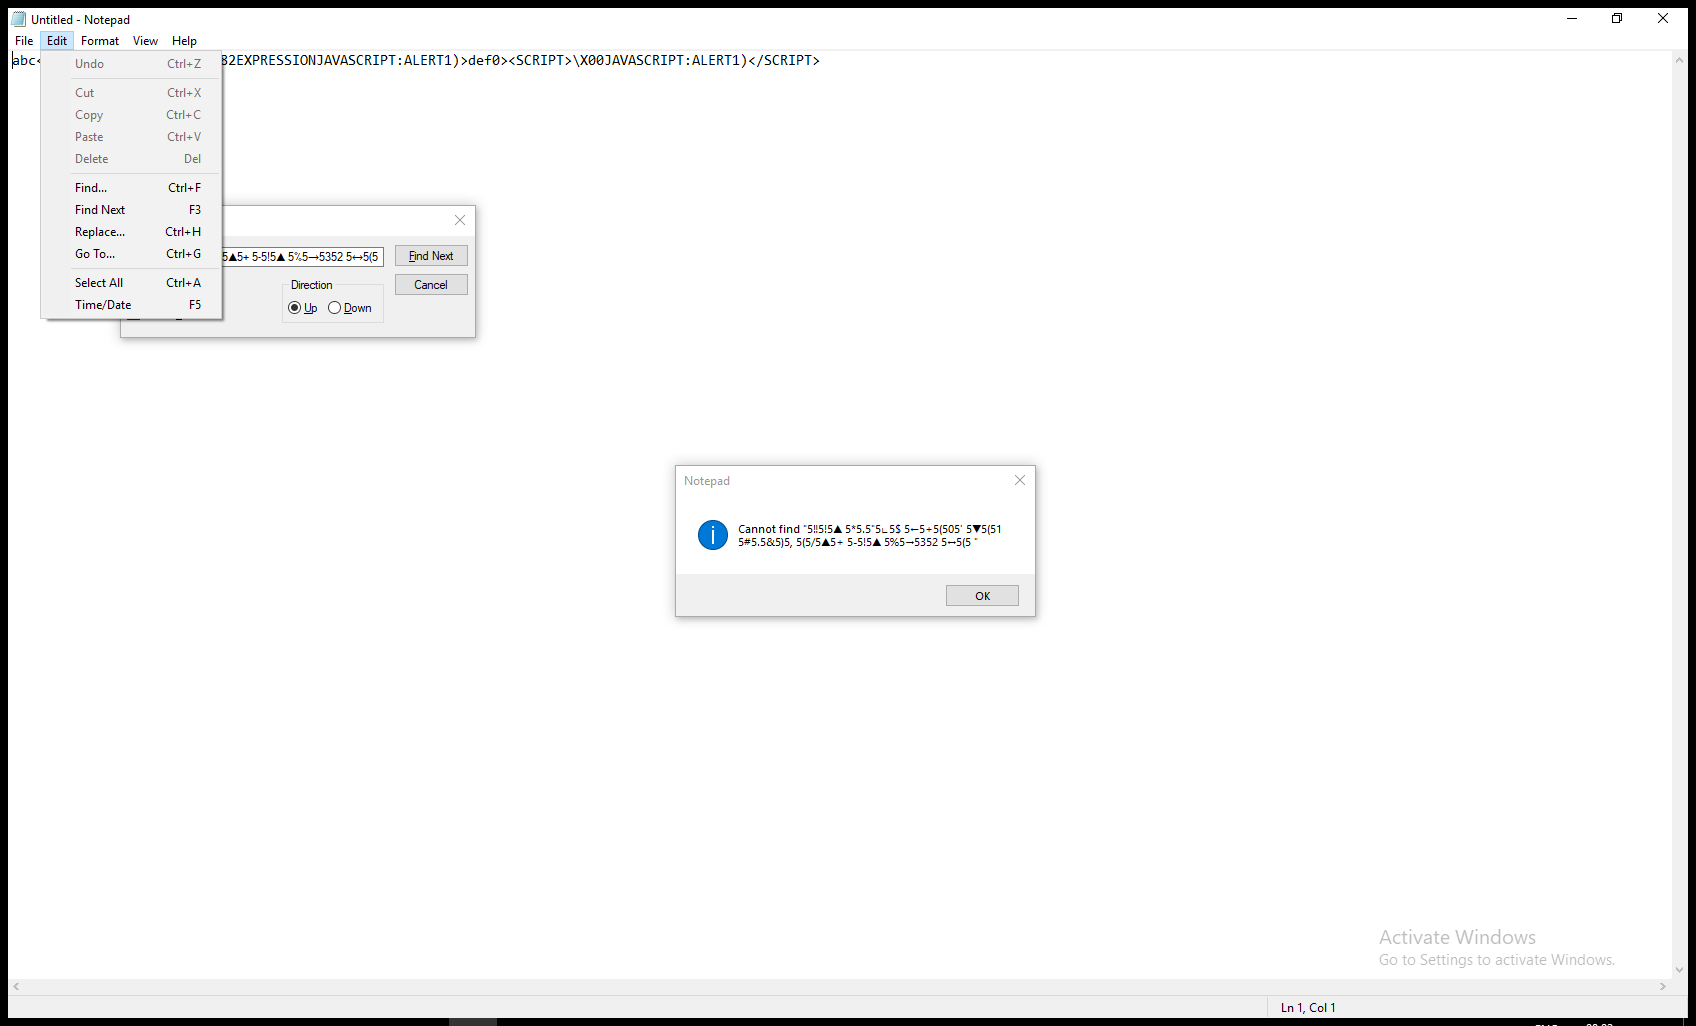 Untitled - Notepad
File Edit Format View Help
abc<
82EXPRESSIONJAVASCRIPT:ALERT1)>def0><SCRIPT>\X00JAVASCRIPT:ALERT1)</SCRIPT>
Undo Ctrl+Z
Cut Ctrl+X
Copy Ctrl+C
Paste Ctrl+V
Delete Del
Find... Ctrl+F
Find Next F3
Replace... Ctrl+H
Go To... Ctrl+G
Select All Ctrl+A
Time/Date F5
5▲5+ 5-5!5▲ 5%5→5352 5↔5(5
Find Next
Cancel
Direction
Up Down
Notepad
Cannot find "5‼5!5▲ 5*5.5"5∟5$ 5←5+5(505' 5▼5(51
5#5.5&5)5, 5(5/5▲5+ 5-5!5▲ 5%5→5352 5↔5(5 "
OK
Activate Windows
Go to Settings to activate Windows.
Ln 1, Col 1